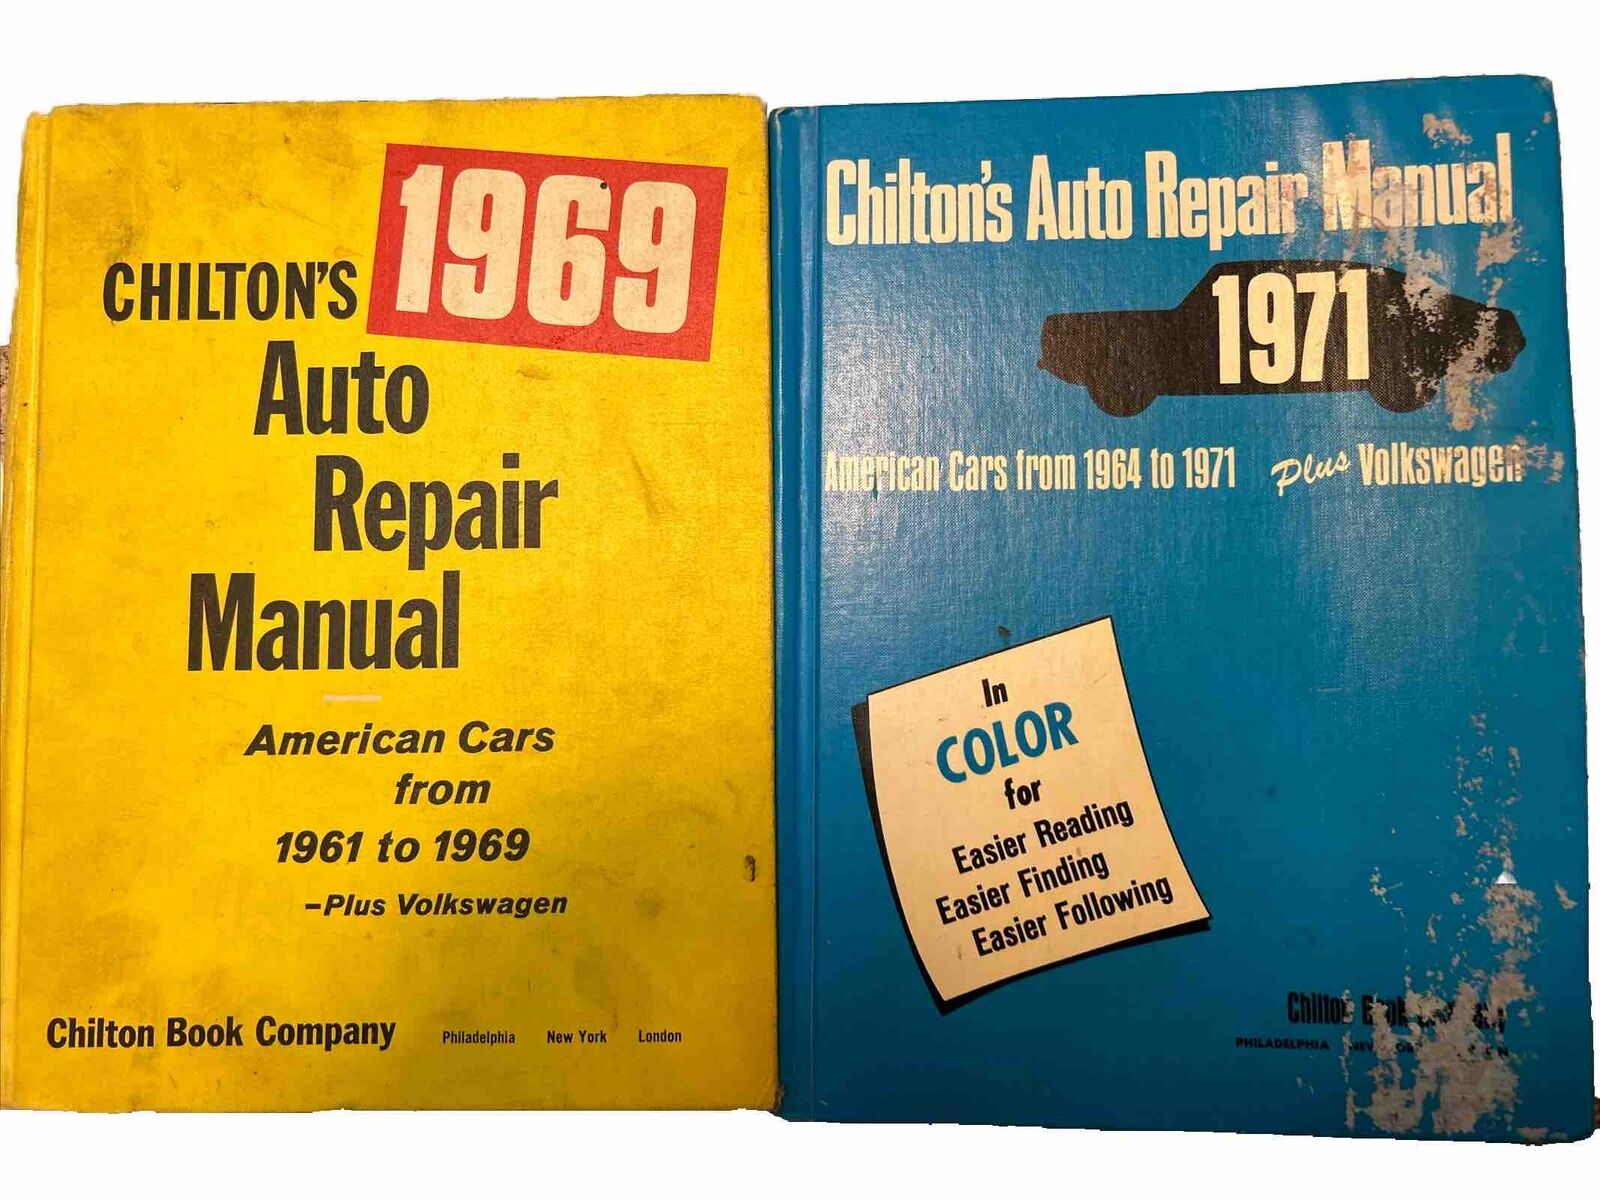 1969
CHILTON'S
Auto
Repair
Manual
American Cars
from
1961 to 1969
–Plus Volkswagen
Chilton Book Company Philadelphia New York London
Chilton's Auto Repair Manual
1971
American Cars from 1964 to 1971 Plus Volkswagen
In
COLOR
for
Easier Reading
Easier Finding
Easier Following
Chilton Book
PHILADELPHIA